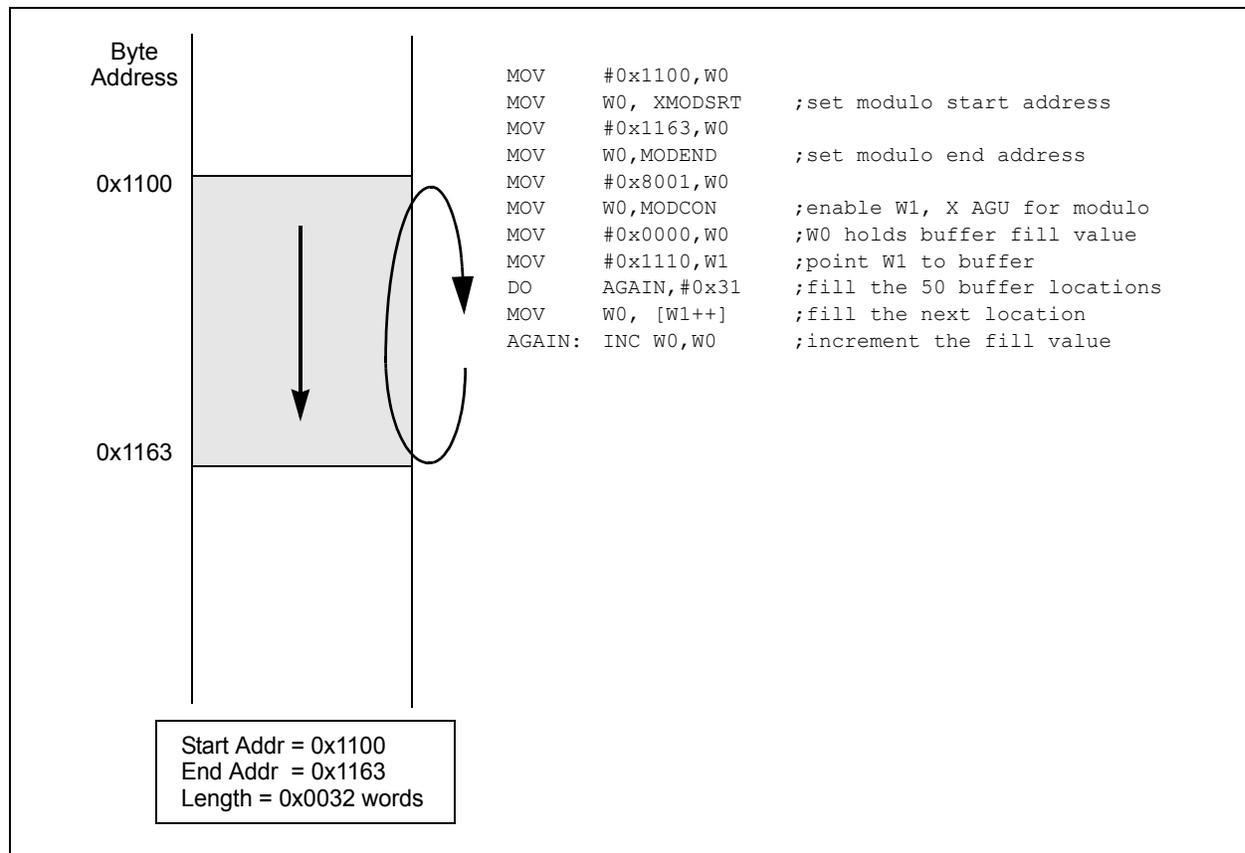 Byte
Address
0x1100
0x1163
MOV #0x1100,W0
MOV W0, XMODSRT ;set modulo start address
MOV #0x1163,W0
MOV W0,MODEND ;set modulo end address
MOV #0x8001,W0
MOV W0,MODCON ;enable W1, X AGU for modulo
MOV #0x0000,W0 ;W0 holds buffer fill value
MOV #0x1110,W1 ;point W1 to buffer
DO AGAIN,#0x31 ;fill the 50 buffer locations
MOV W0, [W1++] ;fill the next location
AGAIN: INC W0,W0 ;increment the fill value
Start Addr = 0x1100
End Addr = 0x1163
Length = 0x0032 words